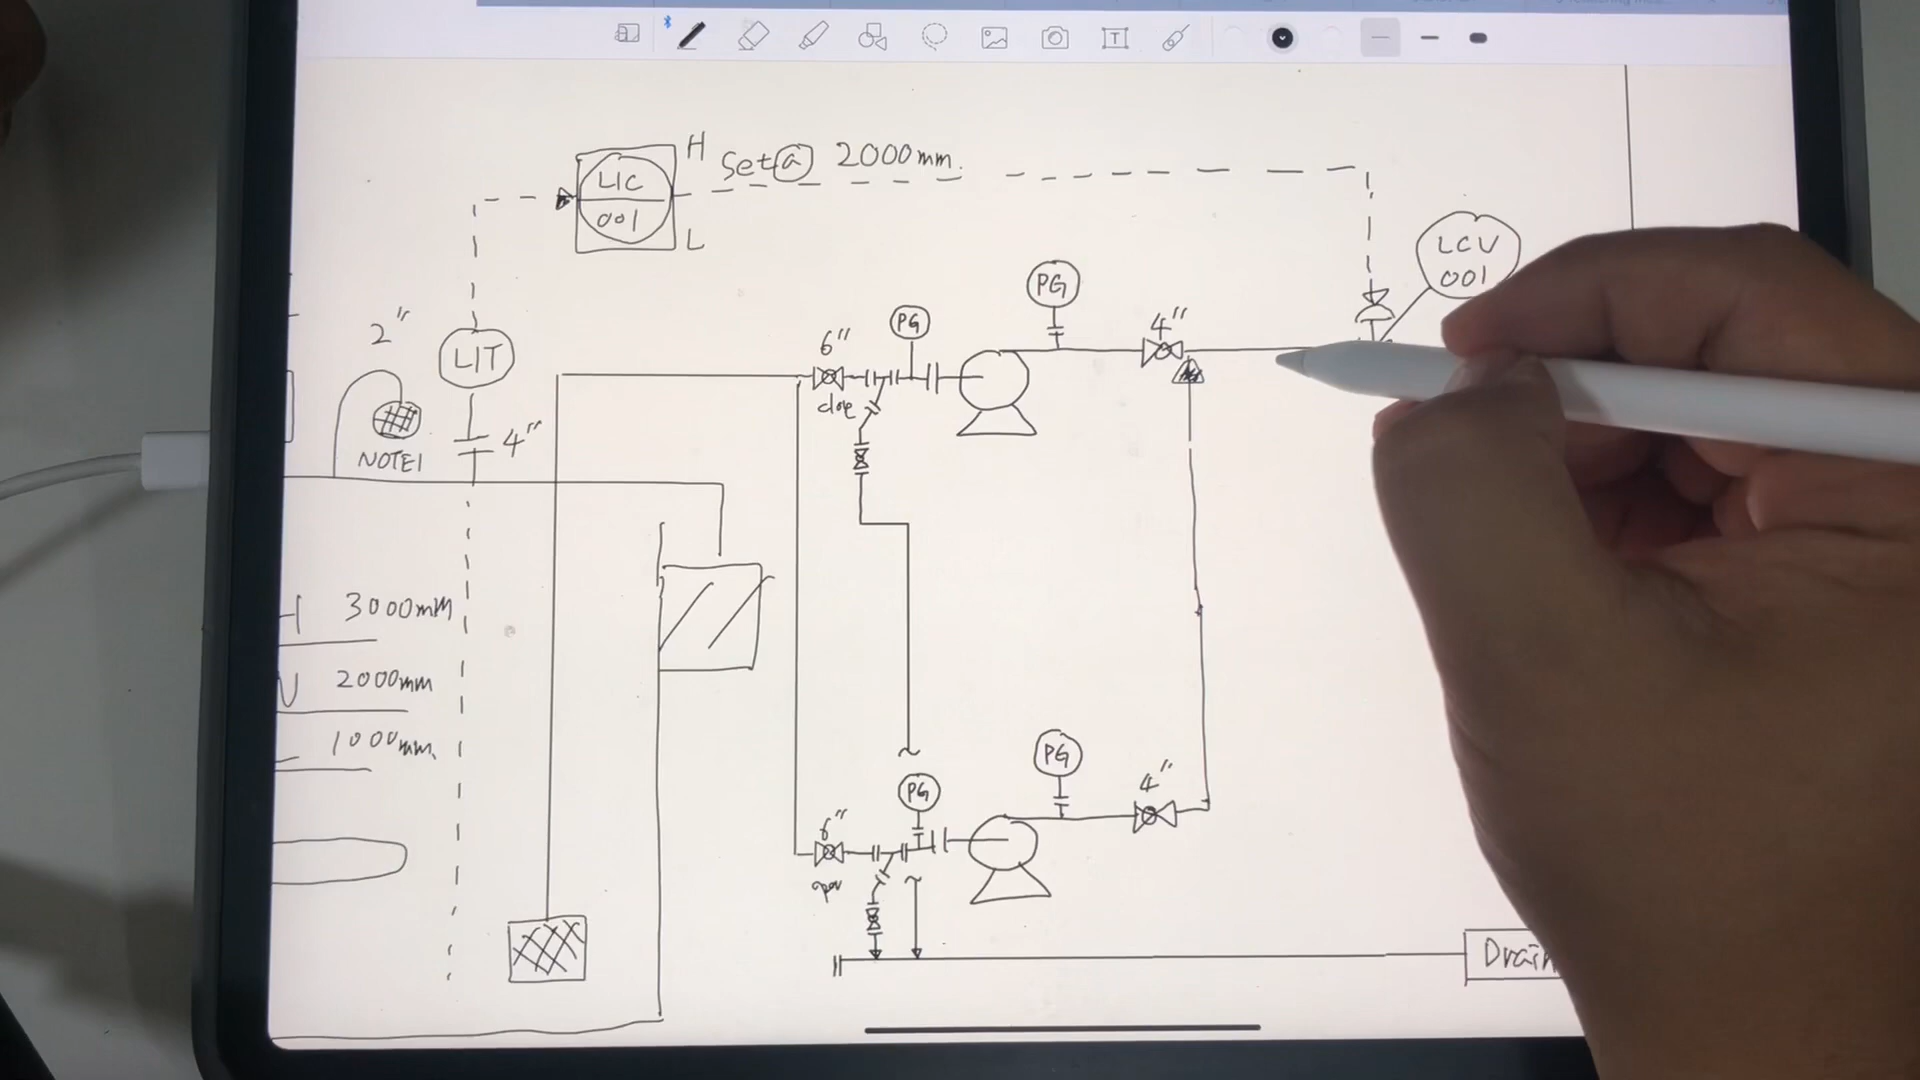 H
Set @ 2000mm.
LIC
001
L
LCV
001
PG
PG
4"
2"
6"
LIT
4"
NOTE1
3000mm
2000mm
1000mm.
PG
PG
4"
6"
Drain
T